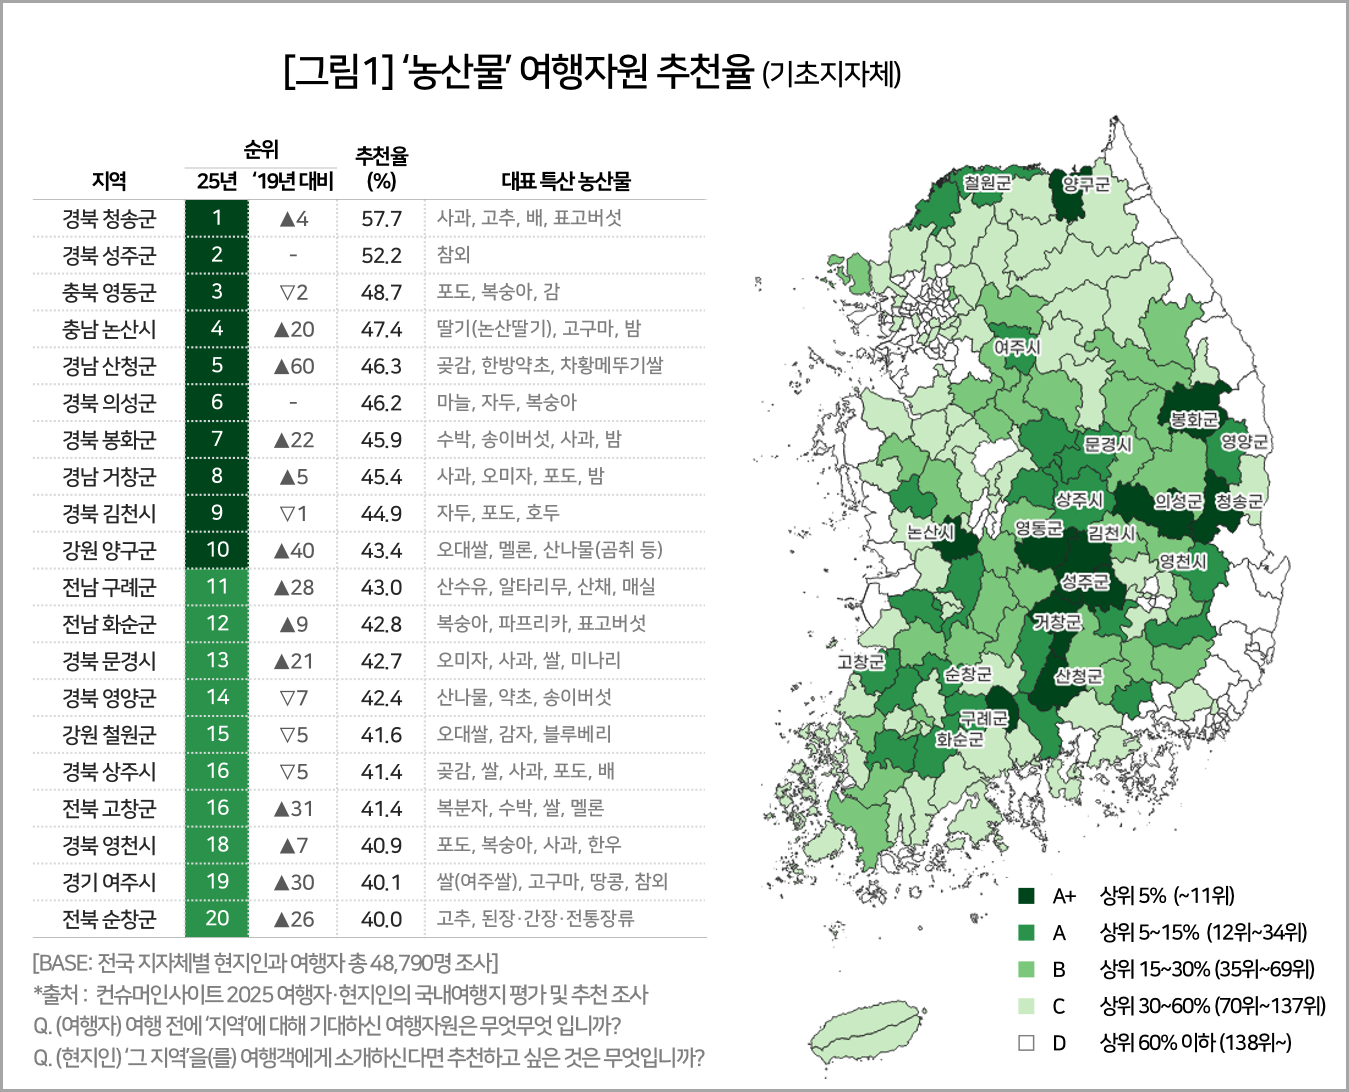 [그림1] ‘농산물’ 여행자원 추천율 (기초지자체)
지역 순위 추천율 (%) 대표 특산 농산물
25년 ‘19년 대비
경북 청송군 1 ▲4 57.7 사과, 고추, 배, 표고버섯
경북 성주군 2 - 52.2 참외
충북 영동군 3 ▽2 48.7 포도, 복숭아, 감
충남 논산시 4 ▲20 47.4 딸기(논산딸기), 고구마, 밤
경남 산청군 5 ▲60 46.3 곶감, 한방약초, 차황메뚜기쌀
경북 의성군 6 - 46.2 마늘, 자두, 복숭아
경북 봉화군 7 ▲22 45.9 수박, 송이버섯, 사과, 밤
경남 거창군 8 ▲5 45.4 사과, 오미자, 포도, 밤
경북 김천시 9 ▽1 44.9 자두, 포도, 호두
강원 양구군 10 ▲40 43.4 오대쌀, 멜론, 산나물(곰취 등)
전남 구례군 11 ▲28 43.0 산수유, 알타리무, 산채, 매실
전남 화순군 12 ▲9 42.8 복숭아, 파프리카, 표고버섯
경북 문경시 13 ▲21 42.7 오미자, 사과, 쌀, 미나리
경북 영양군 14 ▽7 42.4 산나물, 약초, 송이버섯
강원 철원군 15 ▽5 41.6 오대쌀, 감자, 블루베리
경북 상주시 16 ▽5 41.4 곶감, 쌀, 사과, 포도, 배
전북 고창군 16 ▲31 41.4 복분자, 수박, 쌀, 멜론
경북 영천시 18 ▲7 40.9 포도, 복숭아, 사과, 한우
경기 여주시 19 ▲30 40.1 쌀(여주쌀), 고구마, 땅콩, 참외
전북 순창군 20 ▲26 40.0 고추, 된장·간장·전통장류
[BASE: 전국 지자체별 현지인과 여행자 총 48,790명 조사]
*출처 : 컨슈머인사이트 2025 여행자·현지인의 국내여행지 평가 및 추천 조사
Q. (여행자) 여행 전에 ‘지역’에 대해 기대하신 여행자원은 무엇무엇 입니까?
Q. (현지인) ‘그 지역’을(를) 여행객에게 소개하신다면 추천하고 싶은 것은 무엇입니까?
철원군
양구군
여주시
봉화군
문경시
영양군
상주시
의성군
청송군
논산시
영동군
김천시
영천시
성주군
거창군
고창군
순창군
산청군
구례군
화순군
A+ 상위 5% (~11위)
A 상위 5~15% (12위~34위)
B 상위 15~30% (35위~69위)
C 상위 30~60% (70위~137위)
D 상위 60% 이하 (138위~)